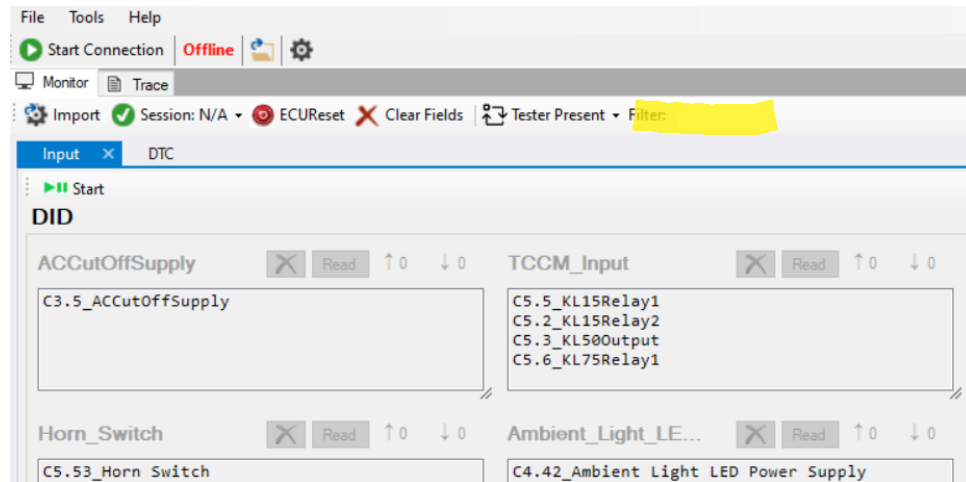 File Tools Help
Start Connection Offline
Monitor Trace
Import Session: N/A ECUReset Clear Fields Tester Present Filter:
Input DTC
Start
DID
ACCutOffSupply Read ↑0 ↓0 TCCM_Input Read ↑0 ↓0
C3.5_ACCutOffSupply
C5.5_KL15Relay1
C5.2_KL15Relay2
C5.3_KL50Output
C5.6_KL75Relay1
Horn_Switch Read ↑0 ↓0 Ambient_Light_LE... Read ↑0 ↓0
C5.53_Horn Switch
C4.42_Ambient Light LED Power Supply